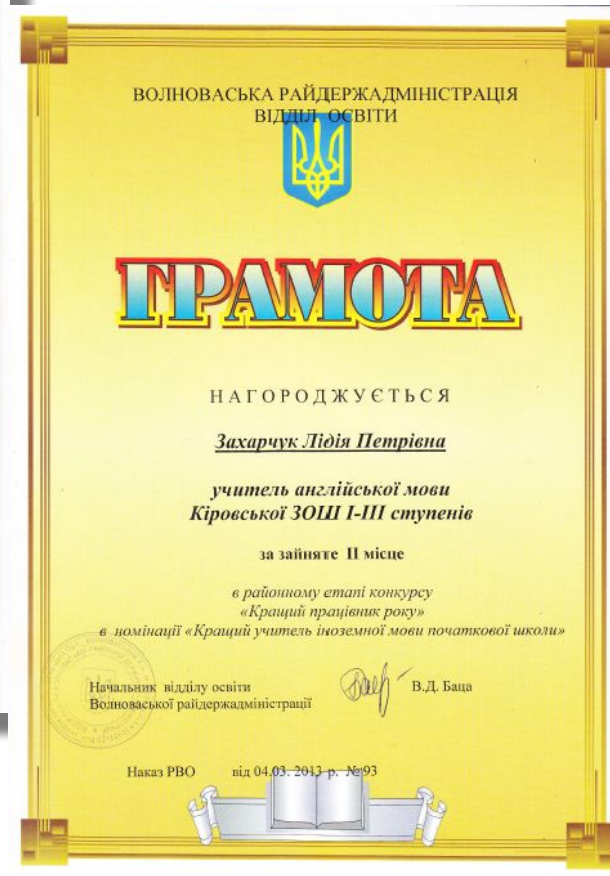 ВОЛНОВАСЬКА РАЙДЕРЖАДМІНІСТРАЦІЯ
ВІДДІЛ ОСВІТИ
ГРАМОТА
НАГОРОДЖУЄТЬСЯ
Захарчук Лідія Петрівна
учитель англійської мови
Кіровської ЗОШ І-ІІІ ступенів
за зайняте ІІ місце
в районному етапі конкурсу
«Кращий працівник року»
в номінації «Кращий учитель іноземної мови початкової школи»
Начальник відділу освіти
Волноваської райдержадміністрації
В.Д. Баца
Наказ РВО від 04.03. 2013 р. №93